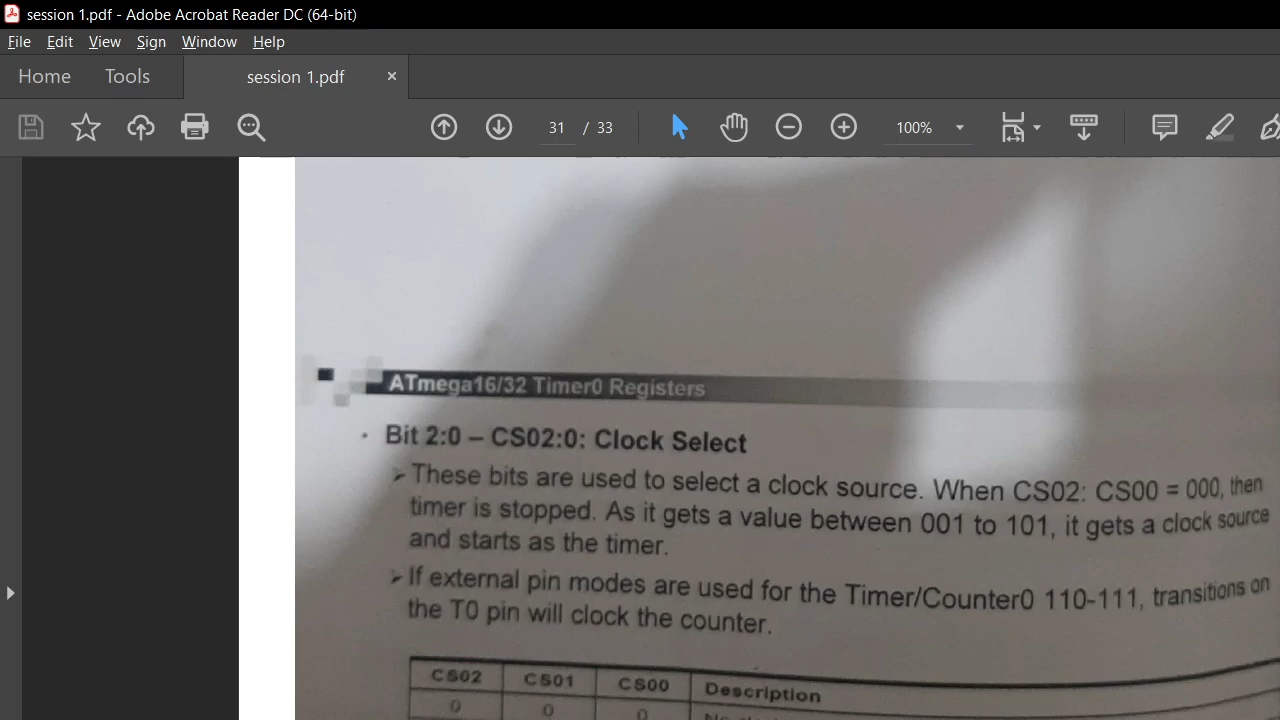 session 1.pdf - Adobe Acrobat Reader DC (64-bit)
File Edit View Sign Window Help
Home Tools session 1.pdf ×
31 / 33 100%
ATmega16/32 Timer0 Registers
• Bit 2:0 – CS02:0: Clock Select
➢ These bits are used to select a clock source. When CS02: CS00 = 000, then
timer is stopped. As it gets a value between 001 to 101, it gets a clock source
and starts as the timer.
➢ If external pin modes are used for the Timer/Counter0 110-111, transitions on
the T0 pin will clock the counter.
CS02 CS01 CS00 Description
0 0 0